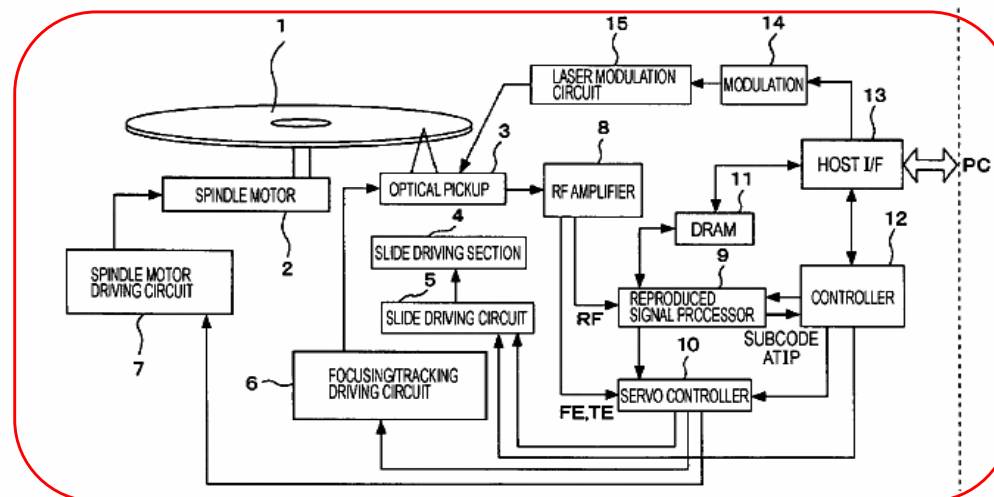 1
15
14
LASER MODULATION
CIRCUIT
MODULATION
13
3
8
HOST I/F
PC
OPTICAL PICKUP
RF AMPLIFIER
11
SPINDLE MOTOR
4
DRAM
12
2
SLIDE DRIVING SECTION
9
SPINDLE MOTOR
DRIVING CIRCUIT
5
REPRODUCED
SIGNAL PROCESSOR
CONTROLLER
SLIDE DRIVING CIRCUIT
RF
SUBCODE
ATIP
7
10
6
FOCUSING/TRACKING
DRIVING CIRCUIT
SERVO CONTROLLER
FE,TE